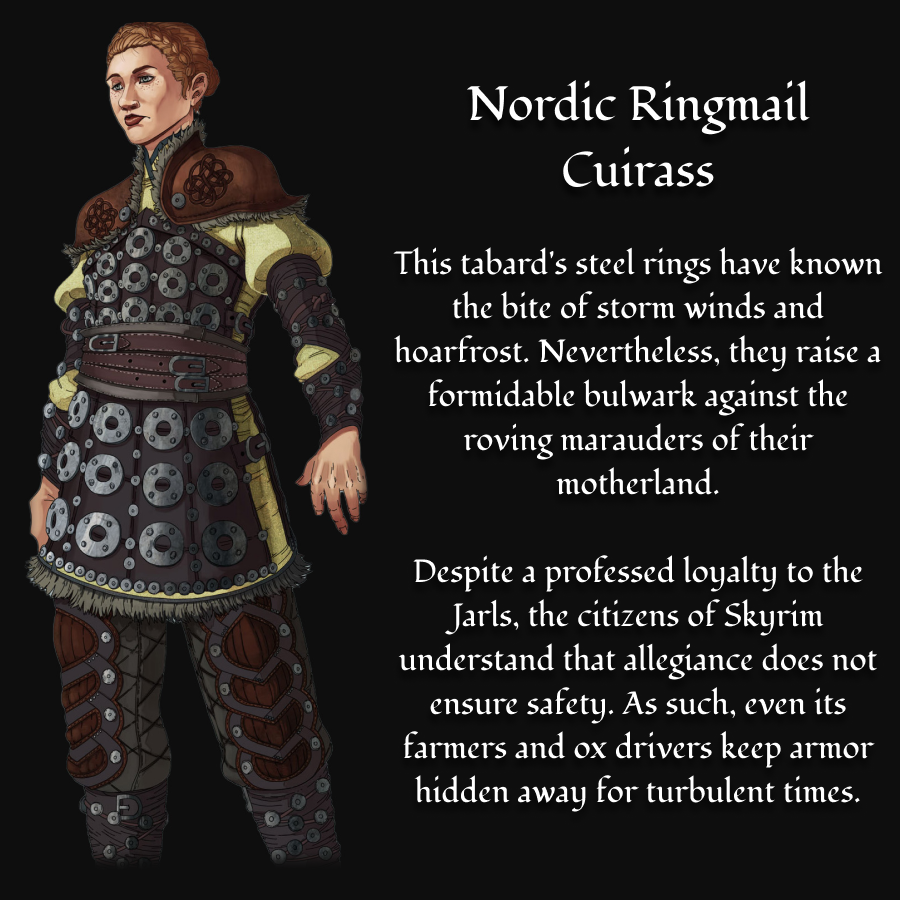 Nordic Ringmail
Cuirass
This tabard's steel rings have known
the bite of storm winds and
hoarfrost. Nevertheless, they raise a
formidable bulwark against the
roving marauders of their
motherland.
Despite a professed loyalty to the
Jarls, the citizens of Skyrim
understand that allegiance does not
ensure safety. As such, even its
farmers and ox drivers keep armor
hidden away for turbulent times.